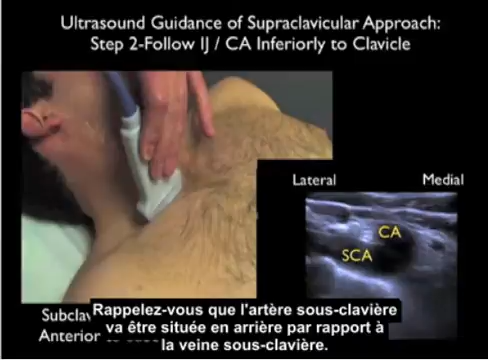 Ultrasound Guidance of Supraclavicular Approach:
Step 2-Follow IJ / CA Inferiorly to Clavicle
Lateral Medial
CA
SCA
Anterior
Rappelez-vous que l'artère sous-clavière
va être située en arrière par rapport à
la veine sous-clavière.